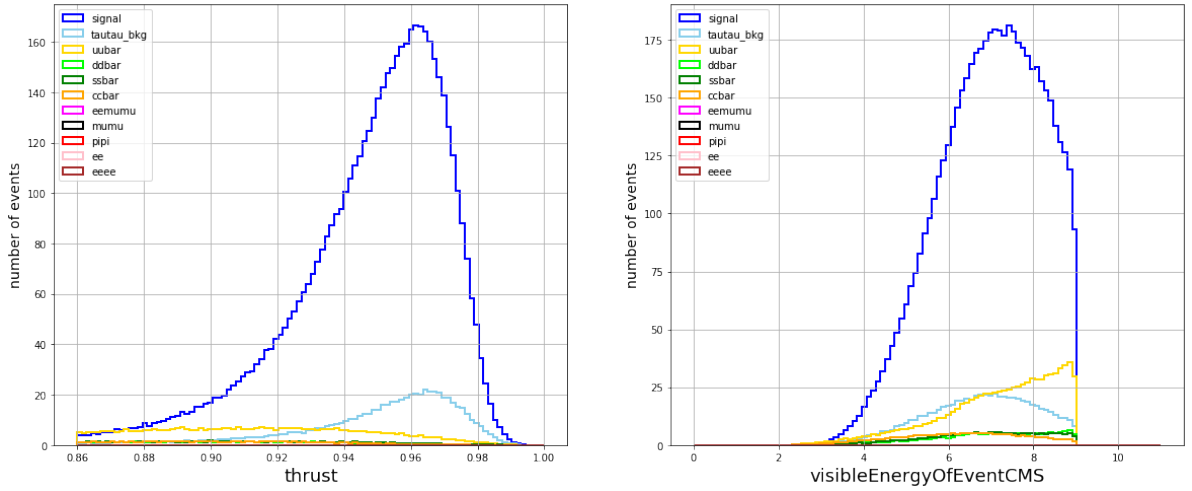 signal
tautau_bkg
uubar
ddbar
ssbar
ccbar
eemumu
mumu
pipi
ee
eeee
160
140
120
100
80
60
40
20
0
number of events
0.86
0.88
0.90
0.92
0.94
0.96
0.98
1.00
thrust
signal
tautau_bkg
uubar
ddbar
ssbar
ccbar
eemumu
mumu
pipi
ee
eeee
175
150
125
100
75
50
25
0
number of events
0
2
4
6
8
10
visibleEnergyOfEventCMS